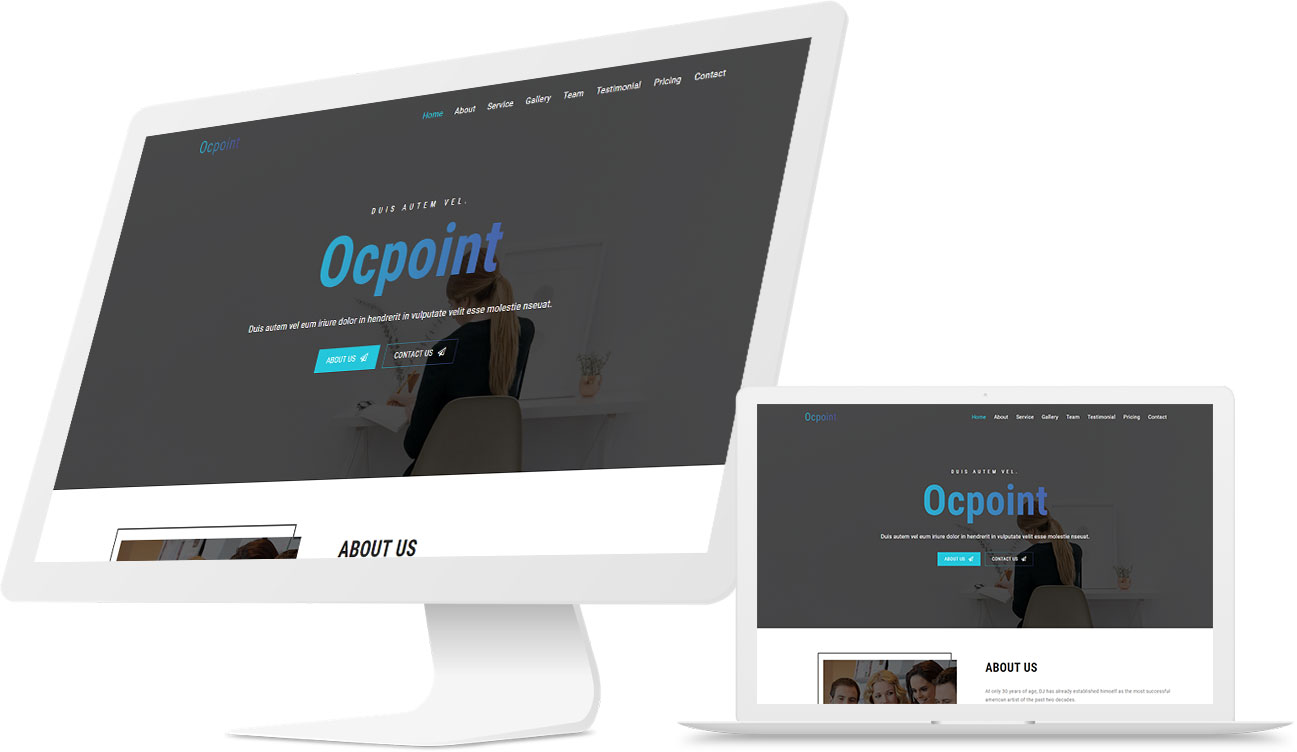 Home About Service Gallery Team Testimonial Pricing Contact
Ocpoint
DUIS AUTEM VEL.
Ocpoint
Duis autem vel eum iriure dolor in hendrerit in vulputate velit esse molestie nseuat.
ABOUT US CONTACT US
ABOUT US
Ocpoint Home About Service Gallery Team Testimonial Pricing Contact
DUIS AUTEM VEL.
Ocpoint
Duis autem vel eum iriure dolor in hendrerit in vulputate velit esse molestie nseuat.
ABOUT US CONTACT US
ABOUT US
At only 30 years of age, DJ has already established himself as the most successful
american artist of the past two decades.